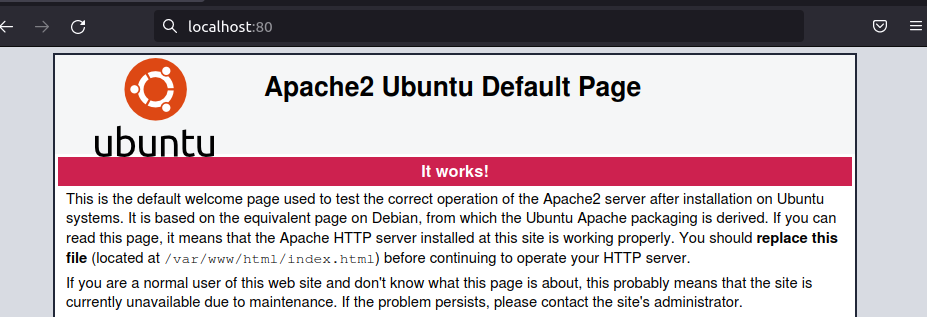 localhost:80
Apache2 Ubuntu Default Page
ubuntu
It works!
This is the default welcome page used to test the correct operation of the Apache2 server after installation on Ubuntu
systems. It is based on the equivalent page on Debian, from which the Ubuntu Apache packaging is derived. If you can
read this page, it means that the Apache HTTP server installed at this site is working properly. You should replace this
file (located at /var/www/html/index.html) before continuing to operate your HTTP server.
If you are a normal user of this web site and don't know what this page is about, this probably means that the site is
currently unavailable due to maintenance. If the problem persists, please contact the site's administrator.